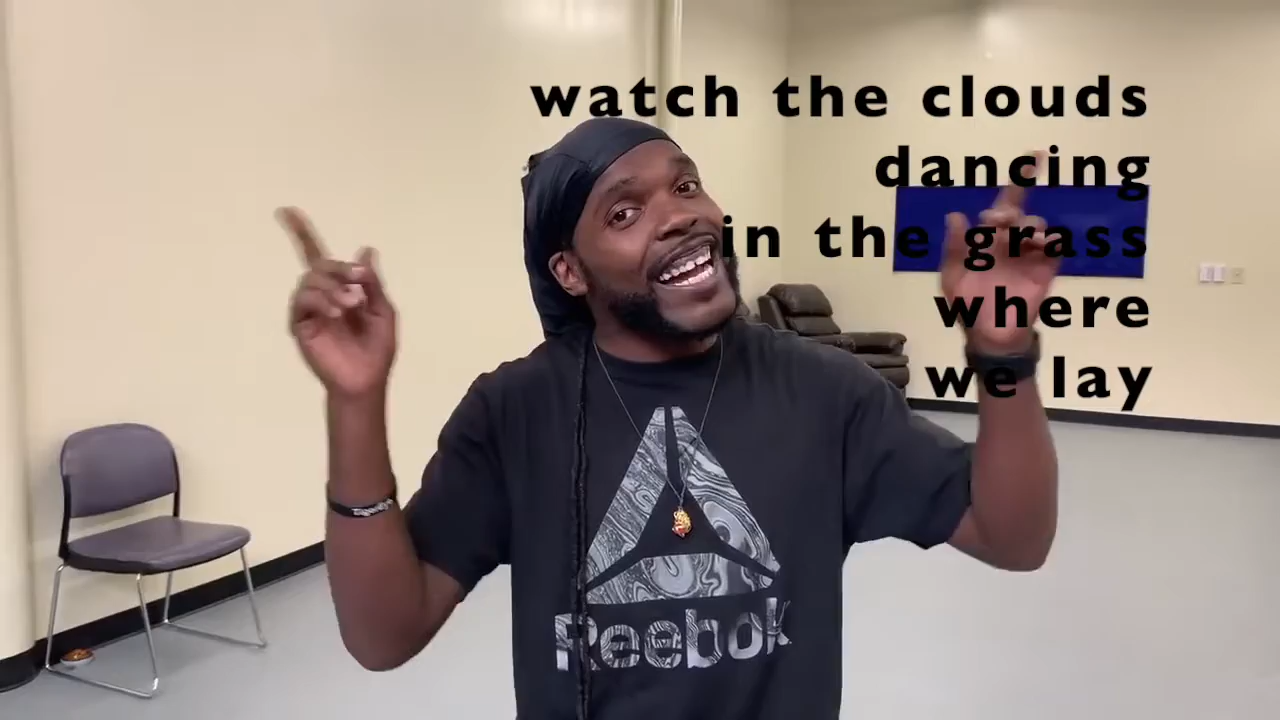 watch the clouds
dancing
in the grass
where
we lay
Reebok